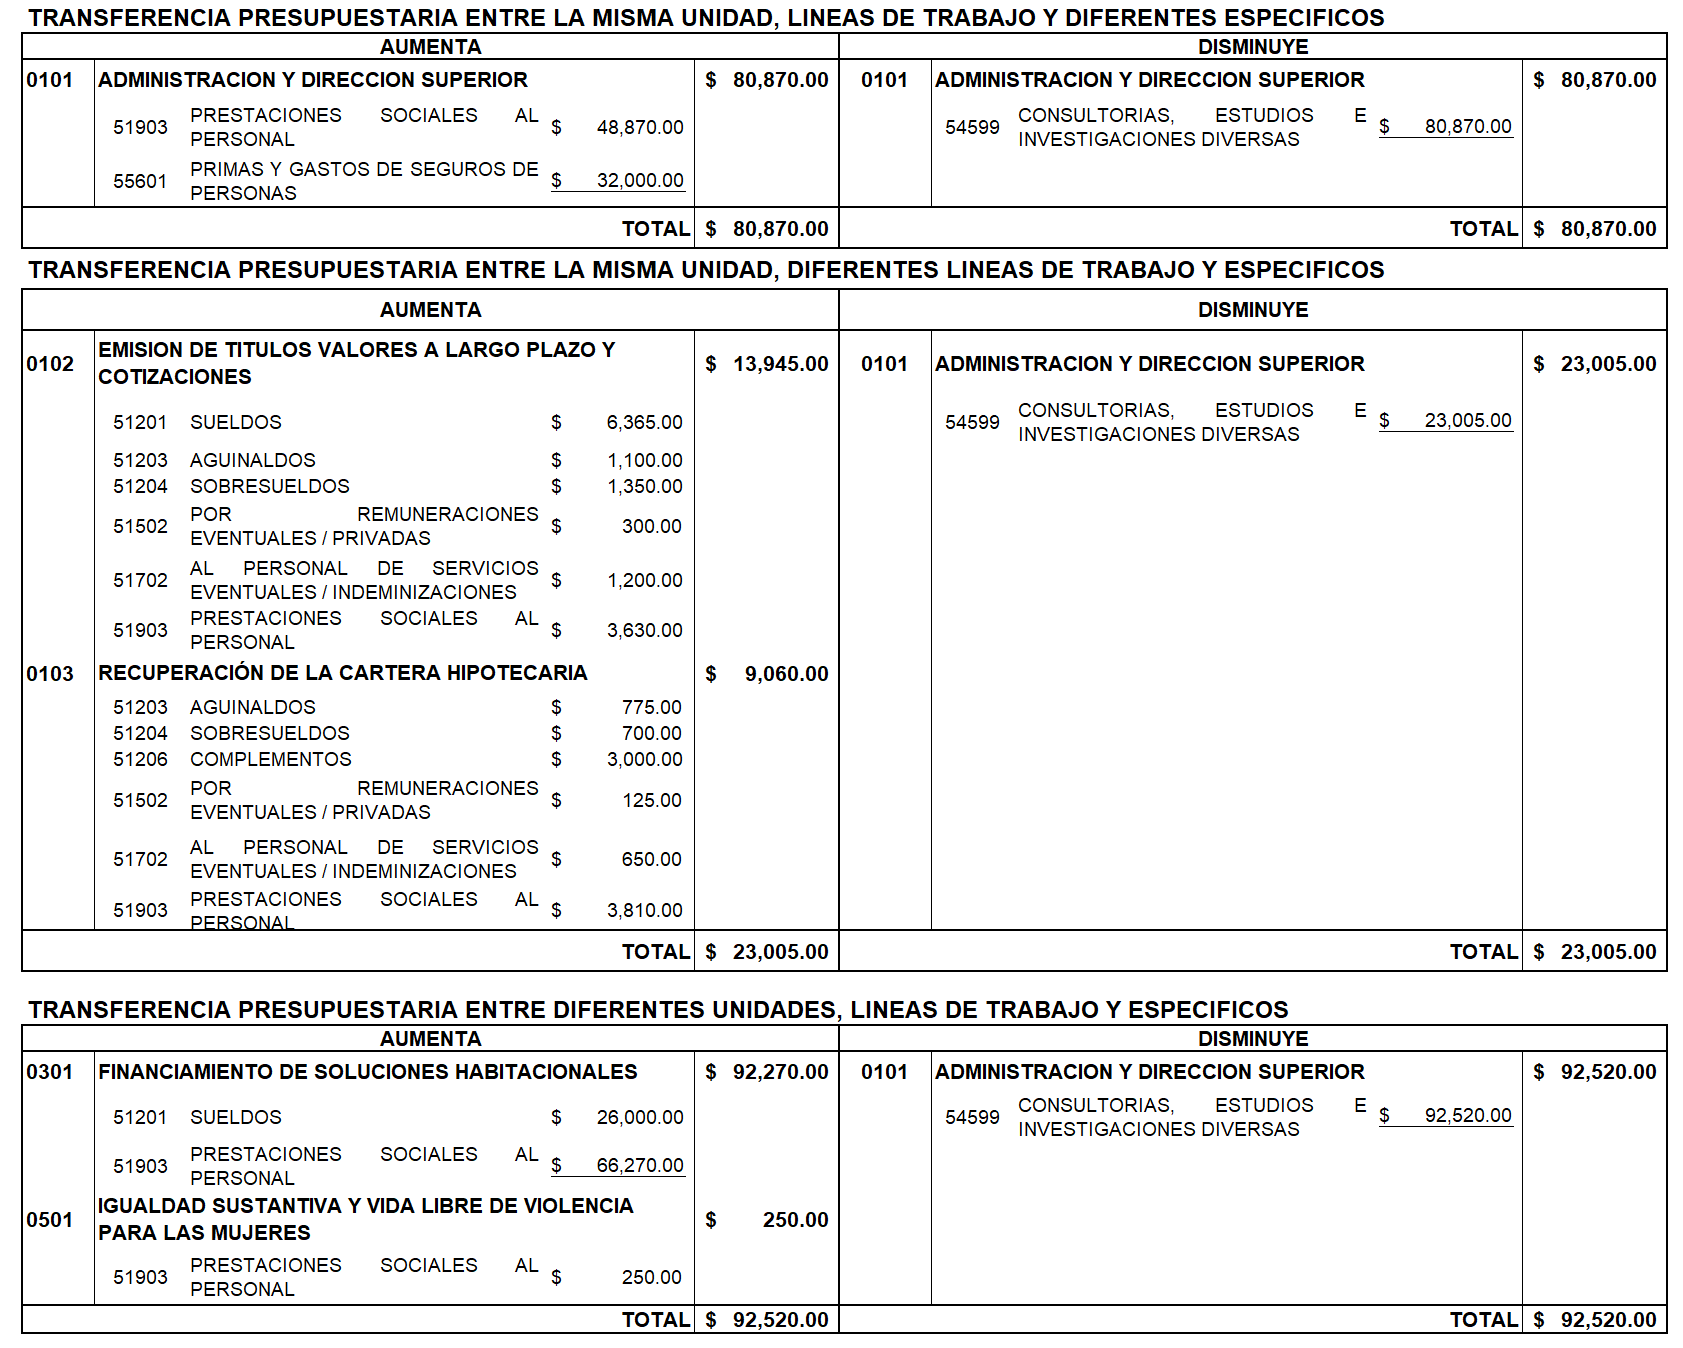 TRANSFERENCIA PRESUPUESTARIA ENTRE LA MISMA UNIDAD, LINEAS DE TRABAJO Y DIFERENTES ESPECIFICOS
AUMENTA DISMINUYE
0101 ADMINISTRACION Y DIRECCION SUPERIOR $ 80,870.00 0101 ADMINISTRACION Y DIRECCION SUPERIOR $ 80,870.00
51903 PRESTACIONES SOCIALES AL PERSONAL $ 48,870.00 54599 CONSULTORIAS, ESTUDIOS E INVESTIGACIONES DIVERSAS $ 80,870.00
55601 PRIMAS Y GASTOS DE SEGUROS DE PERSONAS $ 32,000.00
TOTAL $ 80,870.00 TOTAL $ 80,870.00
TRANSFERENCIA PRESUPUESTARIA ENTRE LA MISMA UNIDAD, DIFERENTES LINEAS DE TRABAJO Y ESPECIFICOS
AUMENTA DISMINUYE
0102 EMISION DE TITULOS VALORES A LARGO PLAZO Y COTIZACIONES $ 13,945.00 0101 ADMINISTRACION Y DIRECCION SUPERIOR $ 23,005.00
51201 SUELDOS $ 6,365.00 54599 CONSULTORIAS, ESTUDIOS E INVESTIGACIONES DIVERSAS $ 23,005.00
51203 AGUINALDOS $ 1,100.00
51204 SOBRESUELDOS $ 1,350.00
51502 POR REMUNERACIONES EVENTUALES / PRIVADAS $ 300.00
51702 AL PERSONAL DE SERVICIOS EVENTUALES / INDEMINIZACIONES $ 1,200.00
51903 PRESTACIONES SOCIALES AL PERSONAL $ 3,630.00
0103 RECUPERACIÓN DE LA CARTERA HIPOTECARIA $ 9,060.00
51203 AGUINALDOS $ 775.00
51204 SOBRESUELDOS $ 700.00
51206 COMPLEMENTOS $ 3,000.00
51502 POR REMUNERACIONES EVENTUALES / PRIVADAS $ 125.00
51702 AL PERSONAL DE SERVICIOS EVENTUALES / INDEMINIZACIONES $ 650.00
51903 PRESTACIONES SOCIALES AL PERSONAL $ 3,810.00
TOTAL $ 23,005.00 TOTAL $ 23,005.00
TRANSFERENCIA PRESUPUESTARIA ENTRE DIFERENTES UNIDADES, LINEAS DE TRABAJO Y ESPECIFICOS
AUMENTA DISMINUYE
0301 FINANCIAMIENTO DE SOLUCIONES HABITACIONALES $ 92,270.00 0101 ADMINISTRACION Y DIRECCION SUPERIOR $ 92,520.00
51201 SUELDOS $ 26,000.00 54599 CONSULTORIAS, ESTUDIOS E INVESTIGACIONES DIVERSAS $ 92,520.00
51903 PRESTACIONES SOCIALES AL PERSONAL $ 66,270.00
0501 IGUALDAD SUSTANTIVA Y VIDA LIBRE DE VIOLENCIA PARA LAS MUJERES $ 250.00
51903 PRESTACIONES SOCIALES AL PERSONAL $ 250.00
TOTAL $ 92,520.00 TOTAL $ 92,520.00